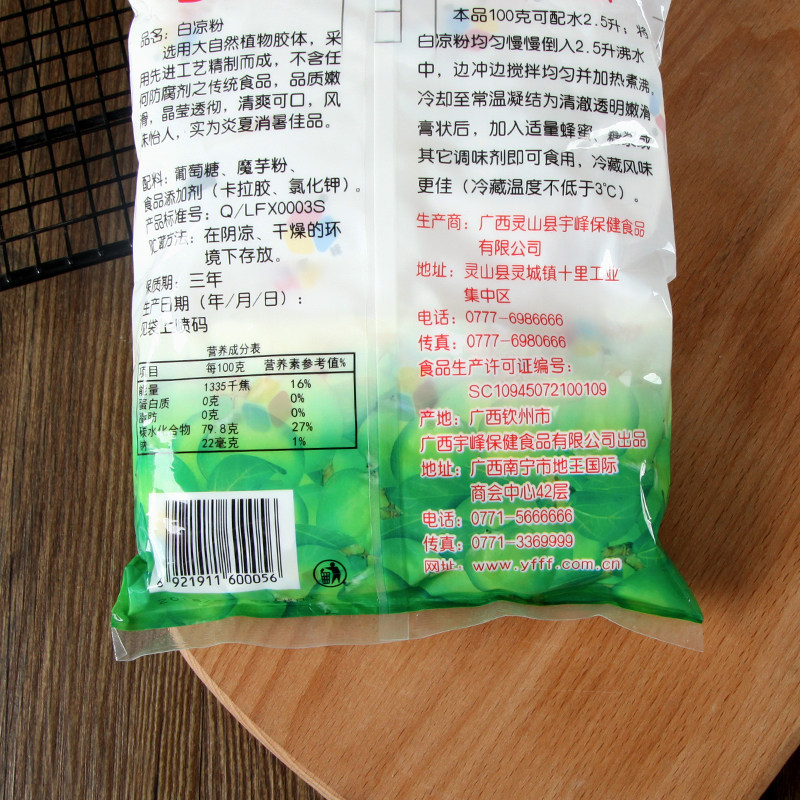 品名：白凉粉
选用大自然植物胶体，采
用先进工艺精制而成，不含任
何防腐剂之传统食品，品质嫩
滑，晶莹透彻，清爽可口，风
味怡人，实为炎夏消暑佳品。
配料：葡萄糖、魔芋粉、
食品添加剂（卡拉胶、氯化钾）。
产品标准号：Q/LFX0003S
贮藏方法：在阴凉、干燥的环
境下存放。
保质期：三年
生产日期（年/月/日）：
见袋上喷码
营养成分表
项目 每100克 营养素参考值%
能量 1335千焦 16%
蛋白质 0克 0%
脂肪 0克 0%
碳水化合物 79.8克 27%
钠 22毫克 1%
6 921911 600056
本品100克可配水2.5升；将
白凉粉均匀慢慢倒入2.5升沸水
中，边冲边搅拌均匀并加热煮沸，
冷却至常温凝结为清澈透明嫩滑
膏状后，加入适量蜂蜜、
其它调味剂即可食用，冷藏风味
更佳（冷藏温度不低于3℃）。
生产商：广西灵山县宇峰保健食品
有限公司
地址：灵山县灵城镇十里工业
集中区
电话：0777-6986666
传真：0777-6980666
食品生产许可证编号：
SC10945072100109
产地：广西钦州市
广西宇峰保健食品有限公司出品
地址：广西南宁市地王国际
商会中心42层
电话：0771-5666666
传真：0771-3369999
网址：www.yfff.com.cn